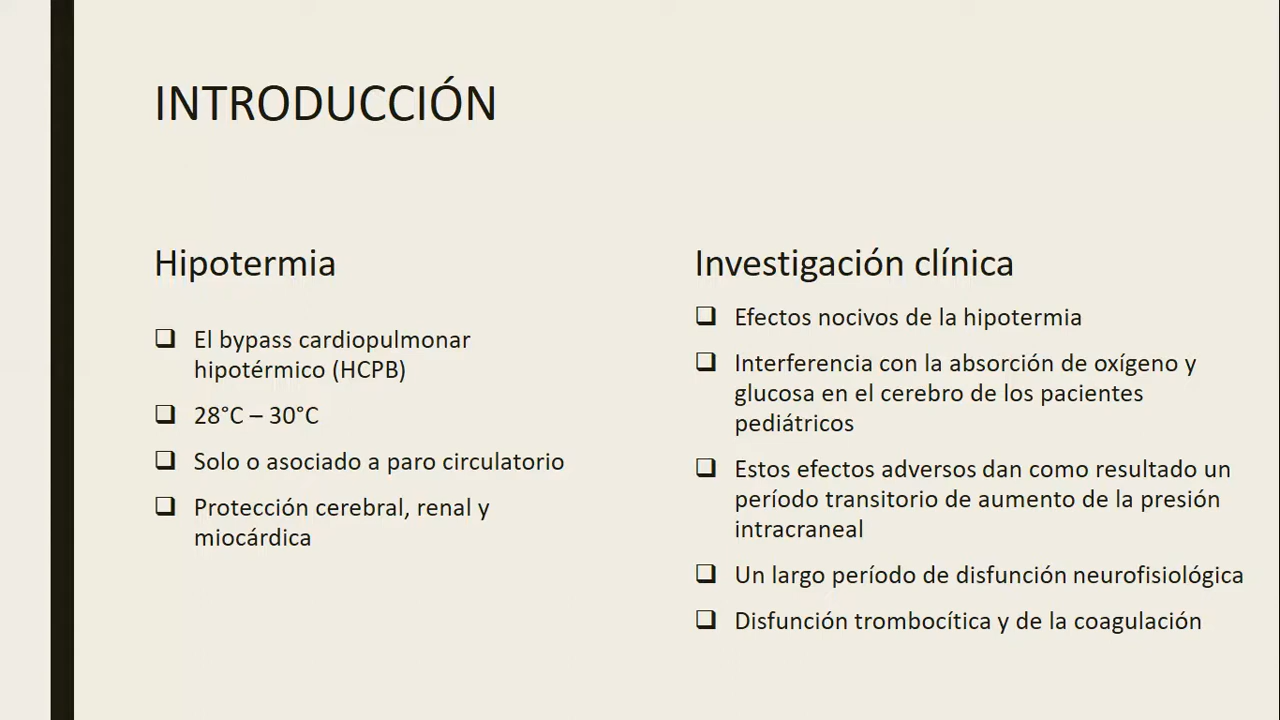 INTRODUCCIÓN
Hipotermia
❑ El bypass cardiopulmonar
hipotérmico (HCPB)
❑ 28°C – 30°C
❑ Solo o asociado a paro circulatorio
❑ Protección cerebral, renal y
miocárdica
Investigación clínica
❑ Efectos nocivos de la hipotermia
❑ Interferencia con la absorción de oxígeno y
glucosa en el cerebro de los pacientes
pediátricos
❑ Estos efectos adversos dan como resultado un
período transitorio de aumento de la presión
intracraneal
❑ Un largo período de disfunción neurofisiológica
❑ Disfunción trombocítica y de la coagulación